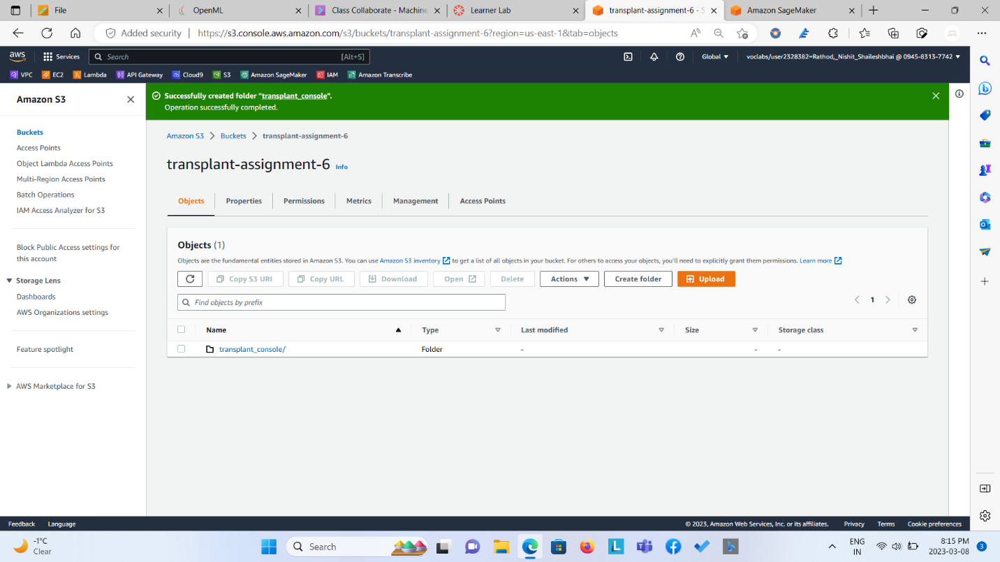 File
OpenML
Class Collaborate - Machine
Learner Lab
transplant-assignment-6 - S
Amazon SageMaker
Added security
https://s3.console.aws.amazon.com/s3/buckets/transplant-assignment-6?region=us-east-1&tab=objects
aws
Services
Search
[Alt+S]
Global
voclabs/user2328382=Rathod,_Nishit_Shaileshbhai @ 0945-8313-7742
VPC
EC2
Lambda
API Gateway
Cloud9
S3
Amazon SageMaker
IAM
Amazon Transcribe
Amazon S3
Buckets
Access Points
Object Lambda Access Points
Multi-Region Access Points
Batch Operations
IAM Access Analyzer for S3
Block Public Access settings for
this account
Storage Lens
Dashboards
AWS Organizations settings
Feature spotlight
AWS Marketplace for S3
Successfully created folder "transplant_console".
Operation successfully completed.
Amazon S3 > Buckets > transplant-assignment-6
transplant-assignment-6 Info
Objects
Properties
Permissions
Metrics
Management
Access Points
Objects (1)
Objects are the fundamental entities stored in Amazon S3. You can use Amazon S3 inventory to get a list of all objects in your bucket. For others to access your objects, you'll need to explicitly grant them permissions. Learn more
Copy S3 URI
Copy URL
Download
Open
Delete
Actions
Create folder
Upload
Find objects by prefix
1
Name
Type
Last modified
Size
Storage class
transplant_console/
Folder
-
-
-
Feedback
Language
© 2023, Amazon Web Services, Inc. or its affiliates.
Privacy
Terms
Cookie preferences
-1°C
Clear
Search
ENG
IN
8:15 PM
2023-03-08
3